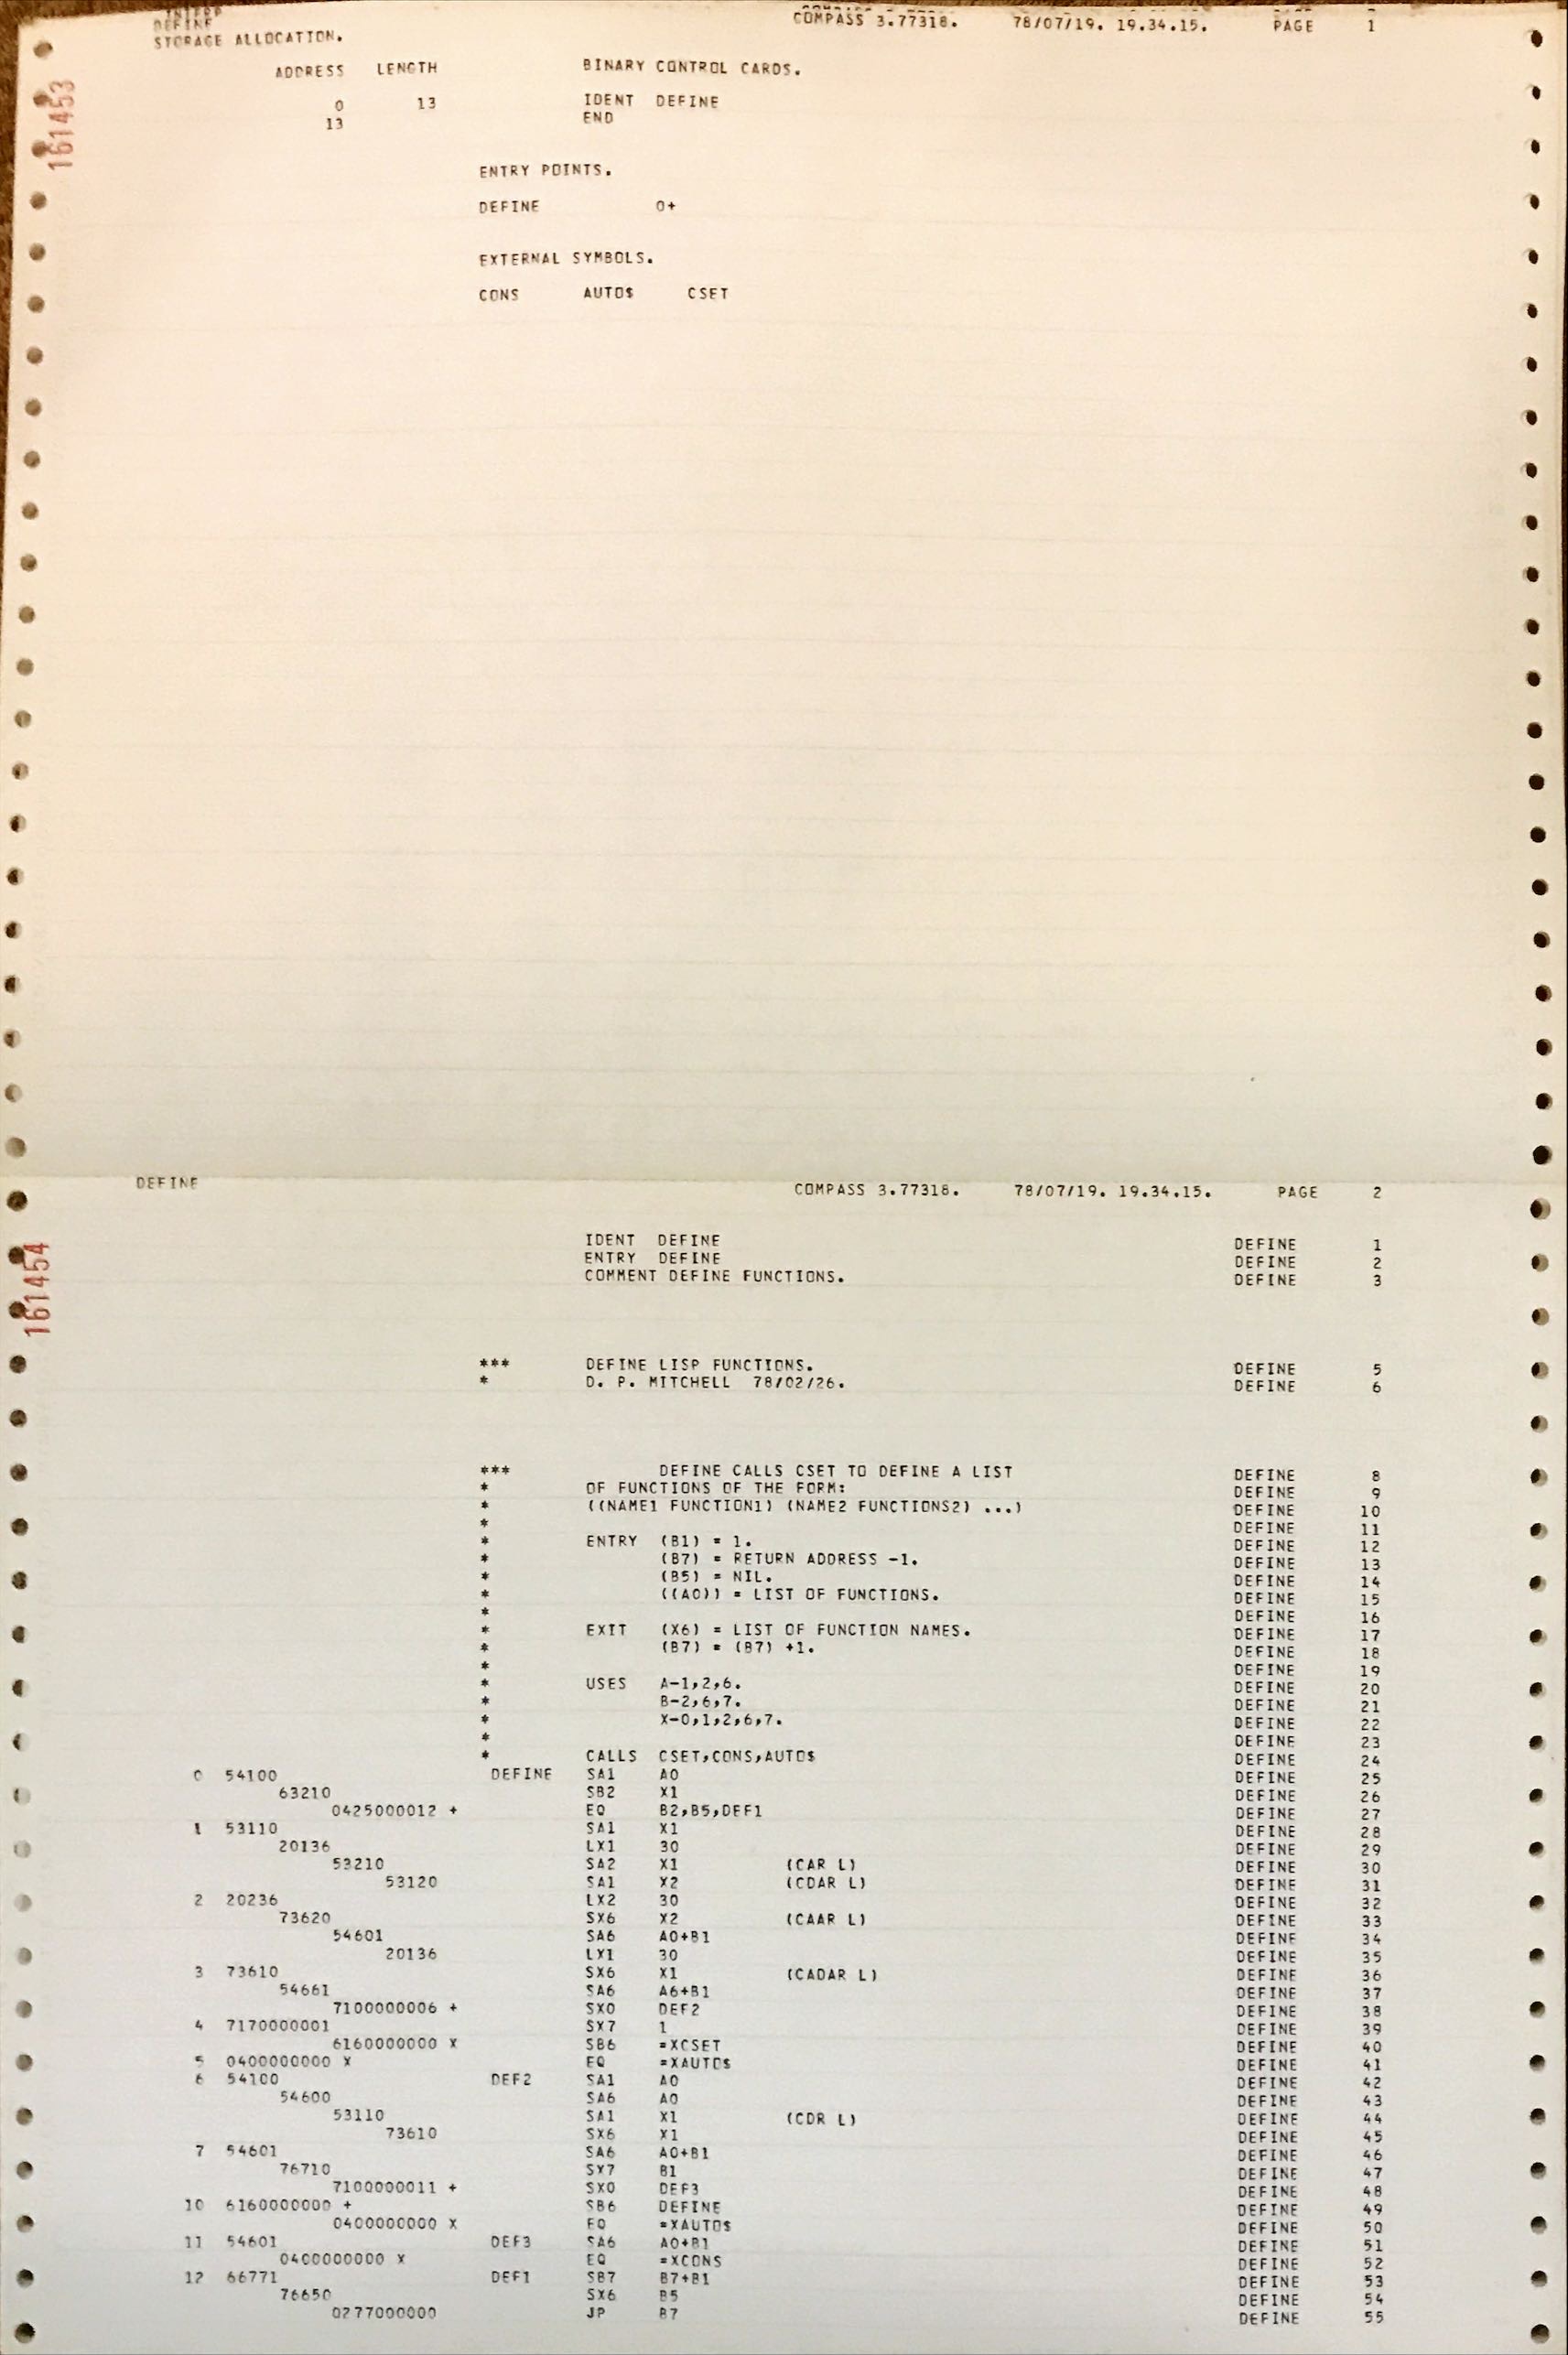 DEFINE
STORAGE ALLOCATION. COMPASS 3.77318. 78/07/19. 19.34.15. PAGE 1
ADDRESS LENGTH BINARY CONTROL CARDS.
0 13 IDENT DEFINE
13 END
161453
ENTRY POINTS.
DEFINE 0+
EXTERNAL SYMBOLS.
CONS AUTO$ CSET
DEFINE COMPASS 3.77318. 78/07/19. 19.34.15. PAGE 2
161454
IDENT DEFINE DEFINE 1
ENTRY DEFINE DEFINE 2
COMMENT DEFINE FUNCTIONS. DEFINE 3
*** DEFINE LISP FUNCTIONS. DEFINE 5
* D. P. MITCHELL 78/02/26. DEFINE 6
*** DEFINE CALLS CSET TO DEFINE A LIST DEFINE 8
* OF FUNCTIONS OF THE FORM: DEFINE 9
* ((NAME1 FUNCTION1) (NAME2 FUNCTIONS2) ...) DEFINE 10
* DEFINE 11
* ENTRY (B1) = 1. DEFINE 12
* (B7) = RETURN ADDRESS -1. DEFINE 13
* (B5) = NIL. DEFINE 14
* ((A0)) = LIST OF FUNCTIONS. DEFINE 15
* DEFINE 16
* EXIT (X6) = LIST OF FUNCTION NAMES. DEFINE 17
* (B7) = (B7) +1. DEFINE 18
* DEFINE 19
* USES A-1,2,6. DEFINE 20
* B-2,6,7. DEFINE 21
* X-0,1,2,6,7. DEFINE 22
* DEFINE 23
* CALLS CSET,CONS,AUTO$ DEFINE 24
0 54100 DEFINE SA1 A0 DEFINE 25
63210 SB2 X1 DEFINE 26
0425000012 + EQ B2,B5,DEF1 DEFINE 27
1 53110 SA1 X1 DEFINE 28
20136 LX1 30 DEFINE 29
53210 SA2 X1 (CAR L) DEFINE 30
53120 SA1 X2 (CDAR L) DEFINE 31
2 20236 LX2 30 DEFINE 32
73620 SX6 X2 (CAAR L) DEFINE 33
54601 SA6 A0+B1 DEFINE 34
20136 LX1 30 DEFINE 35
3 73610 SX6 X1 (CADAR L) DEFINE 36
54661 SA6 A6+B1 DEFINE 37
7100000006 + SX0 DEF2 DEFINE 38
4 7170000001 SX7 1 DEFINE 39
6160000000 X SB6 =XCSET DEFINE 40
5 0400000000 X EQ =XAUTO$ DEFINE 41
6 54100 DEF2 SA1 A0 DEFINE 42
54600 SA6 A0 DEFINE 43
53110 SA1 X1 (CDR L) DEFINE 44
73610 SX6 X1 DEFINE 45
7 54601 SA6 A0+B1 DEFINE 46
76710 SX7 B1 DEFINE 47
7100000011 + SX0 DEF3 DEFINE 48
10 6160000000 + SB6 DEFINE DEFINE 49
0400000000 X EQ =XAUTO$ DEFINE 50
11 54601 DEF3 SA6 A0+B1 DEFINE 51
0400000000 X EQ =XCONS DEFINE 52
12 66771 DEF1 SB7 B7+B1 DEFINE 53
76650 SX6 B5 DEFINE 54
0277000000 JP B7 DEFINE 55